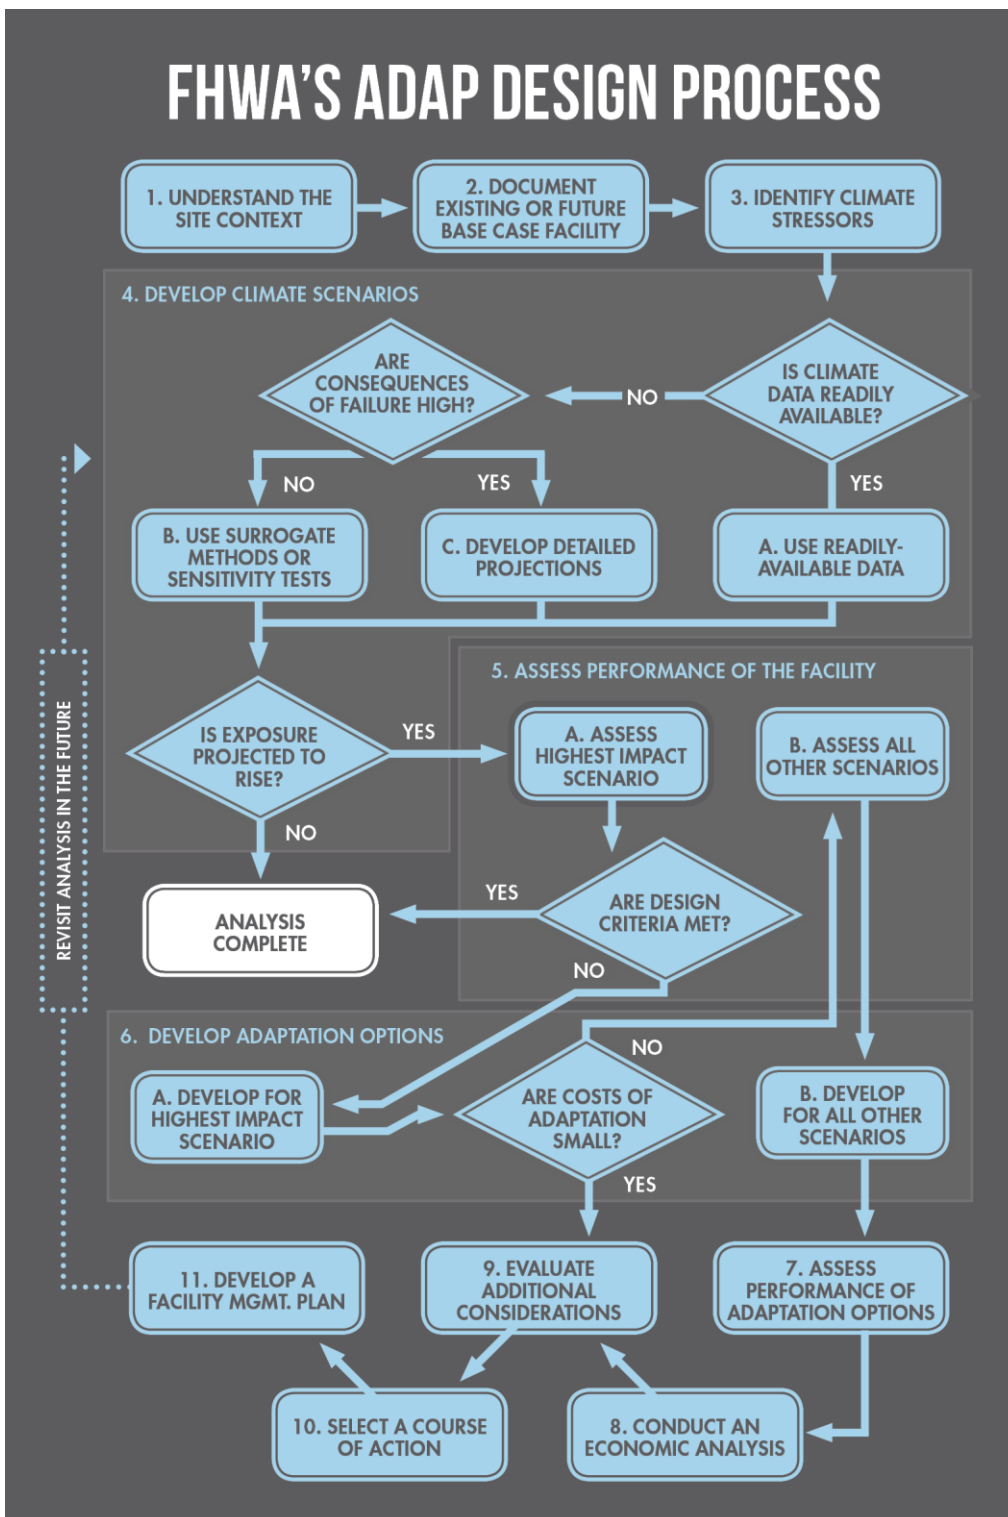 FHWA'S ADAP DESIGN PROCESS
1. UNDERSTAND THE
SITE CONTEXT
2. DOCUMENT
EXISTING OR FUTURE
BASE CASE FACILITY
3. IDENTIFY CLIMATE
STRESSORS
4. DEVELOP CLIMATE SCENARIOS
ARE
CONSEQUENCES
OF FAILURE HIGH?
NO
IS CLIMATE
DATA READILY
AVAILABLE?
NO
YES
YES
B. USE SURROGATE
METHODS OR
SENSITIVITY TESTS
C. DEVELOP DETAILED
PROJECTIONS
A. USE READILY-
AVAILABLE DATA
IS EXPOSURE
PROJECTED TO
RISE?
YES
NO
5. ASSESS PERFORMANCE OF THE FACILITY
A. ASSESS
HIGHEST IMPACT
SCENARIO
B. ASSESS ALL
OTHER SCENARIOS
ANALYSIS
COMPLETE
YES
ARE DESIGN
CRITERIA MET?
NO
REVISIT ANALYSIS IN THE FUTURE
6. DEVELOP ADAPTATION OPTIONS
A. DEVELOP FOR
HIGHEST IMPACT
SCENARIO
ARE COSTS OF
ADAPTATION
SMALL?
NO
YES
B. DEVELOP
FOR ALL OTHER
SCENARIOS
11. DEVELOP A
FACILITY MGMT. PLAN
9. EVALUATE
ADDITIONAL
CONSIDERATIONS
7. ASSESS
PERFORMANCE OF
ADAPTATION OPTIONS
10. SELECT A COURSE
OF ACTION
8. CONDUCT AN
ECONOMIC ANALYSIS